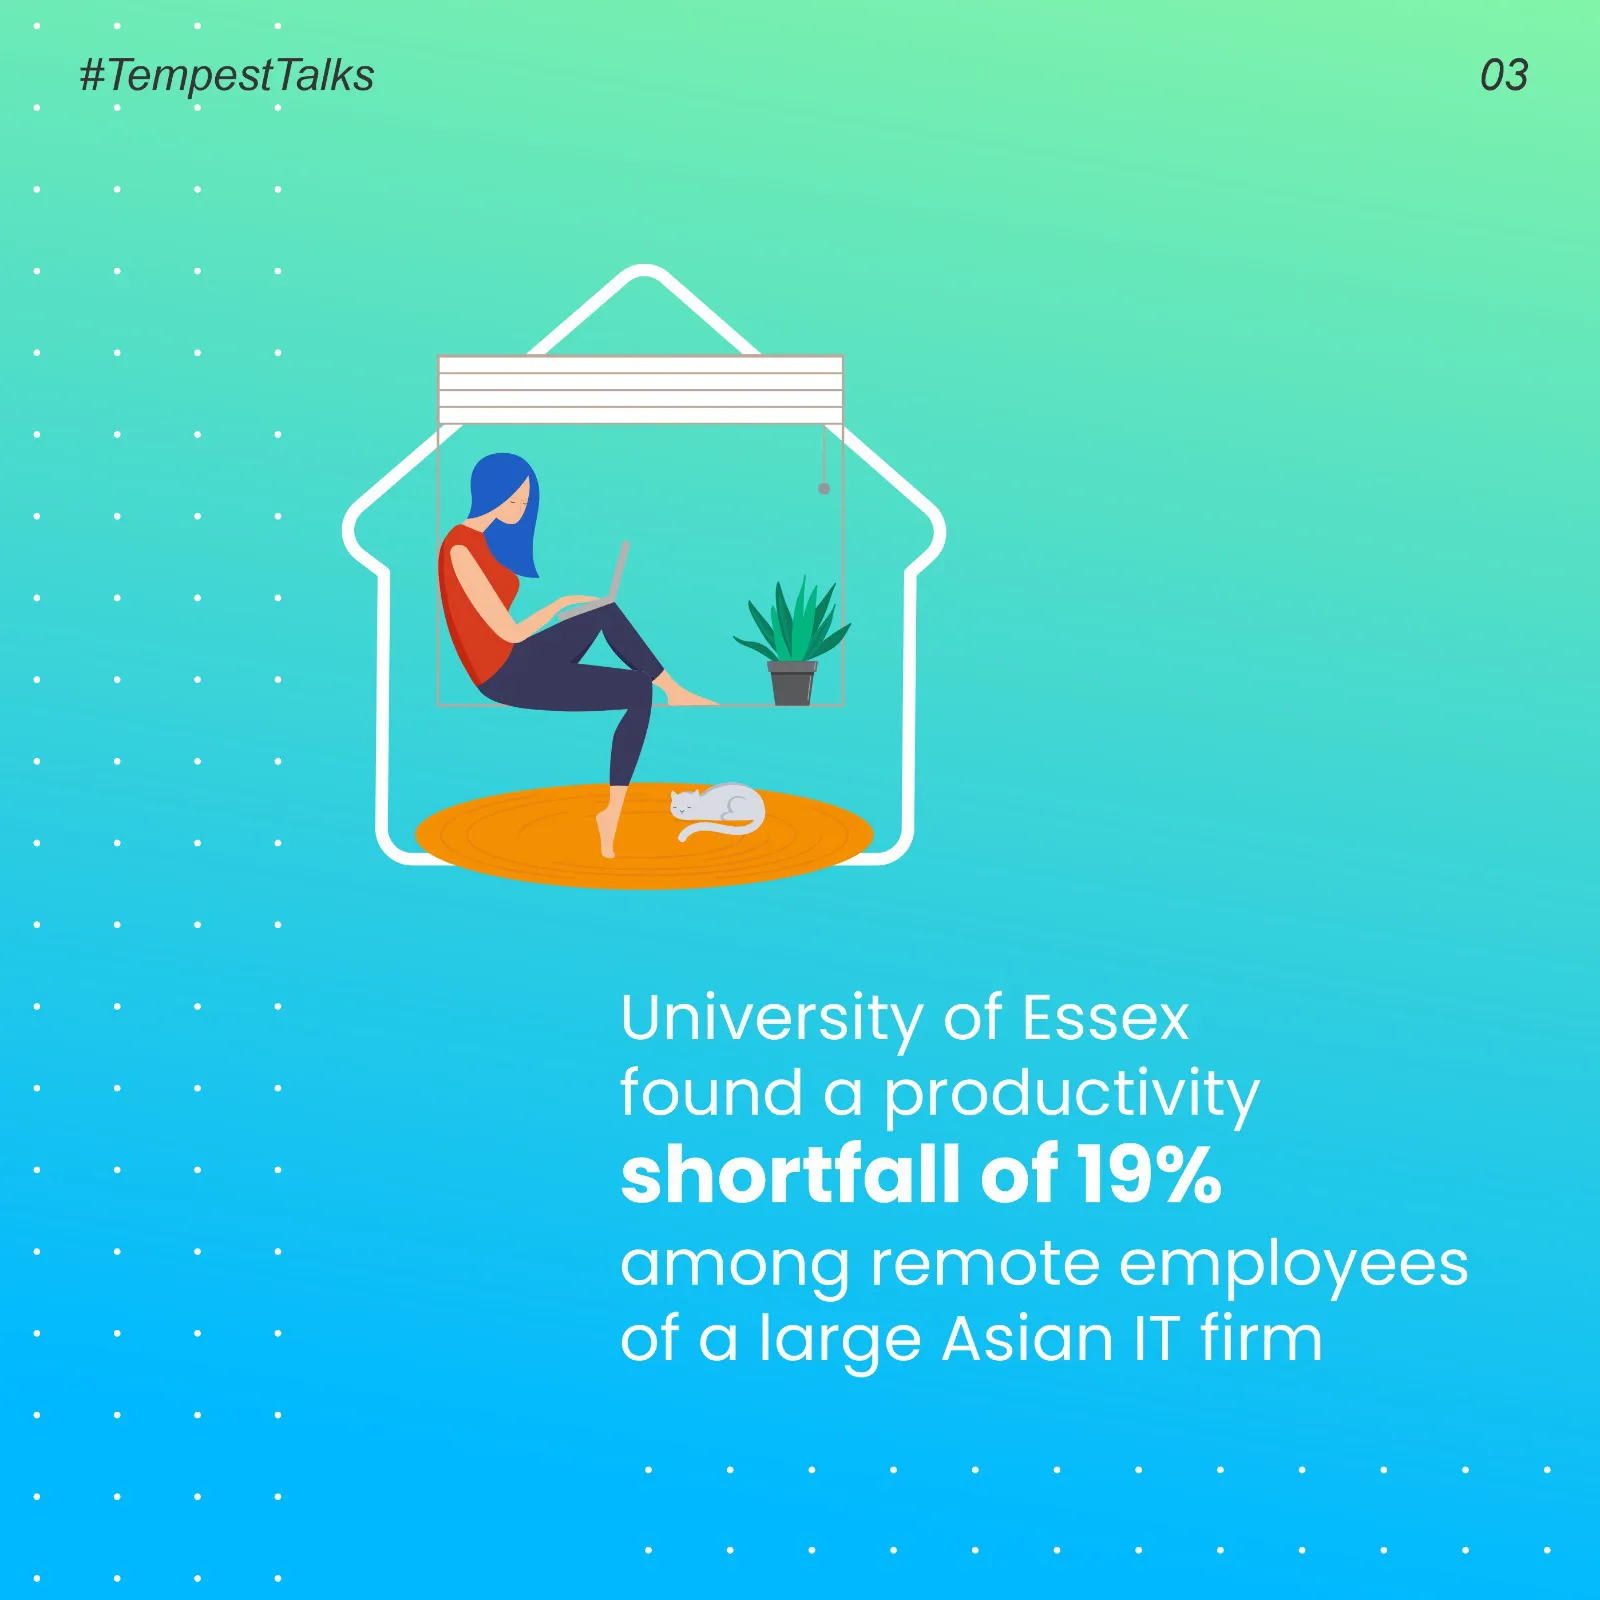 #TempestTalks
03
University of Essex
found a productivity
shortfall of 19%
among remote employees
of a large Asian IT firm